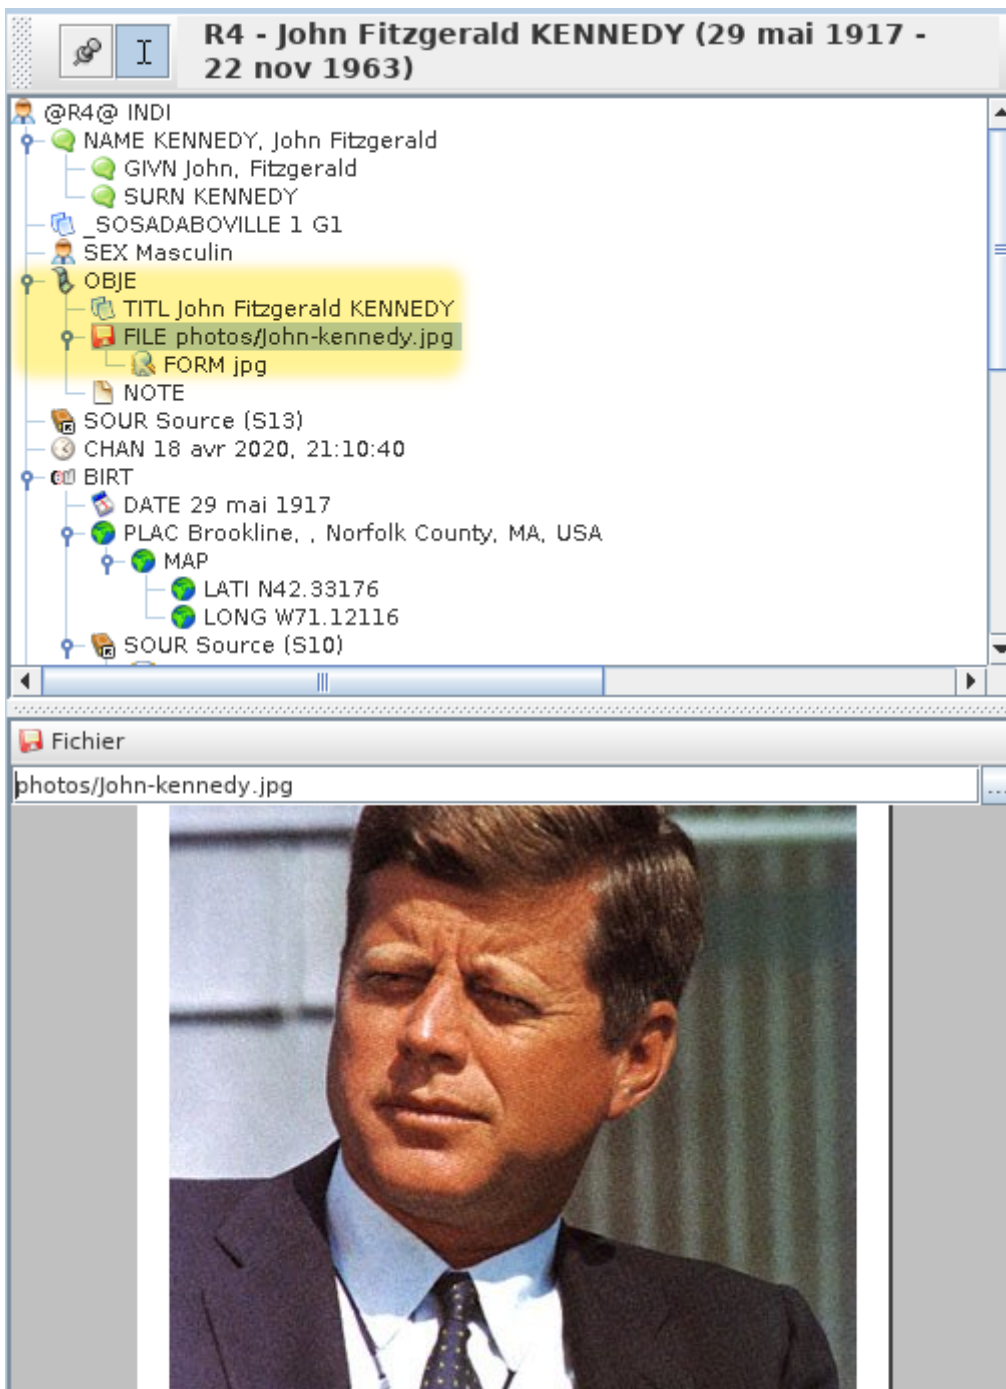 R4 - John Fitzgerald KENNEDY (29 mai 1917 -
22 nov 1963)
@R4@ INDI
NAME KENNEDY, John Fitzgerald
GIVN John, Fitzgerald
SURN KENNEDY
_SOSADABOVILLE 1 G1
SEX Masculin
OBJE
TITL John Fitzgerald KENNEDY
FILE photos/John-kennedy.jpg
FORM jpg
NOTE
SOUR Source (S13)
CHAN 18 avr 2020, 21:10:40
BIRT
DATE 29 mai 1917
PLAC Brookline, , Norfolk County, MA, USA
MAP
LATI N42.33176
LONG W71.12116
SOUR Source (S10)
Fichier
photos/John-kennedy.jpg
...